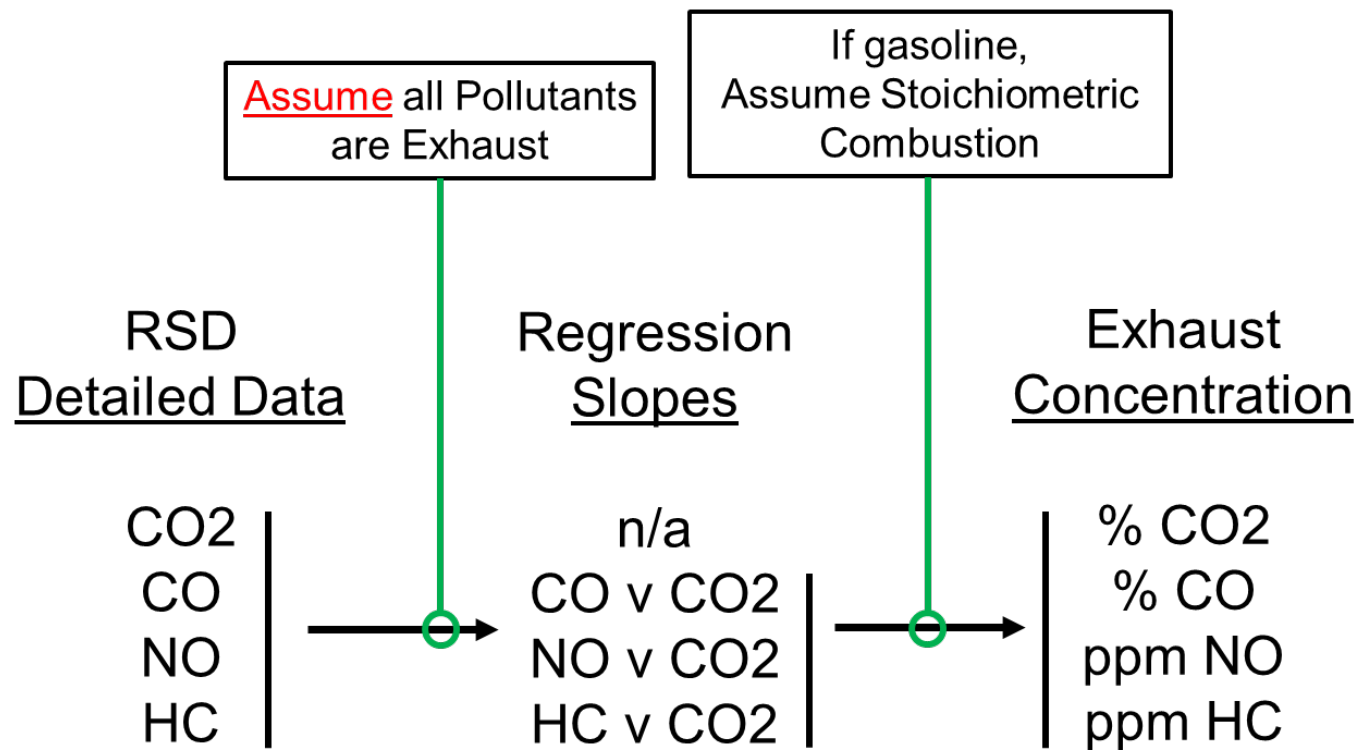 Assume all Pollutants
are Exhaust
If gasoline,
Assume Stoichiometric
Combustion
RSD
Detailed Data
Regression
Slopes
Exhaust
Concentration
CO2
CO
NO
HC
n/a
CO v CO2
NO v CO2
HC v CO2
% CO2
% CO
ppm NO
ppm HC